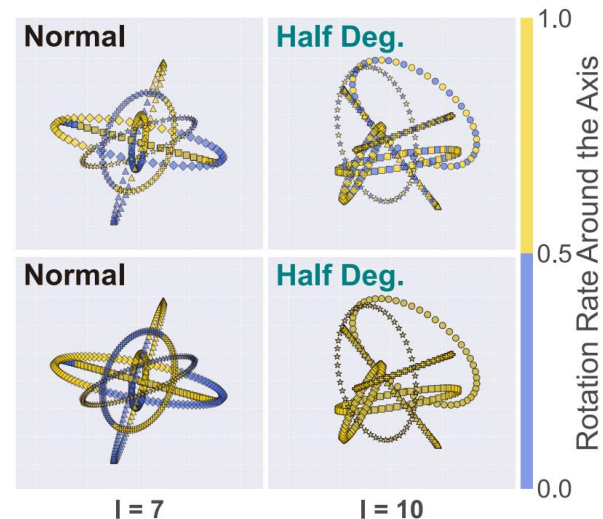 Normal
Half Deg.
Normal
Half Deg.
l = 7
l = 10
1.0
0.5
0.0
Rotation Rate Around the Axis